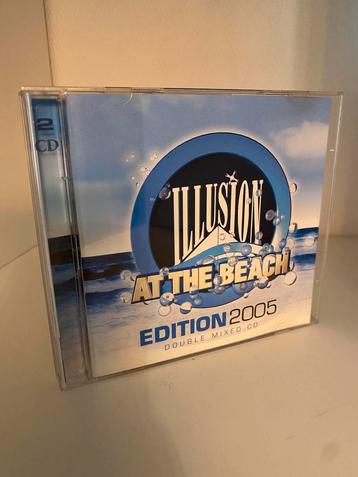 2
CD
ILLUSION
AT THE BEACH
EDITION 2005
DOUBLE MIXED CD